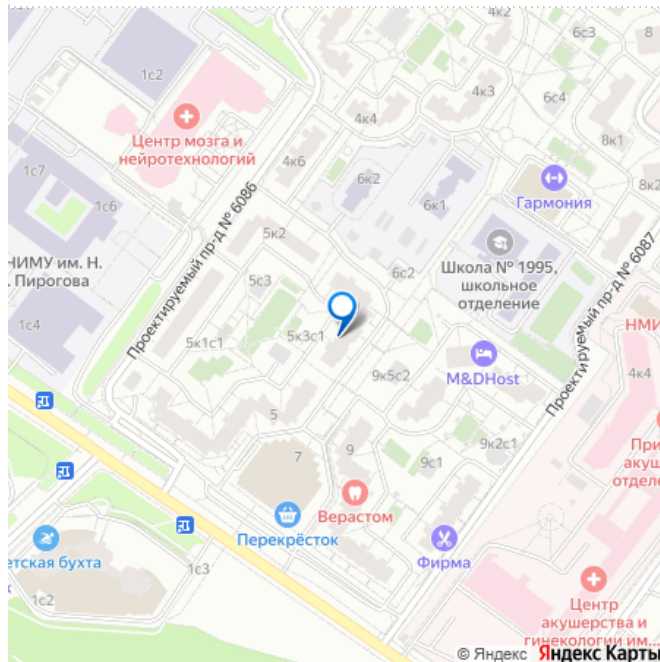 4к2
6с3
8
1с2
4к3
6с4
4к4
8к1
Центр мозга и
нейротехнологий
4к6
1с7
6к2
Гармония
8к2
1с6
6к1
Проектируемый пр-д № 6086
5к2
НИМУ им. Н.
. Пирогова
6с2
Школа № 1995,
школьное
отделение
5с3
Проектируемый пр-д № 6087
НМИ
1с4
5к1с1
5к3с1
M&DHost
9к5с2
4к4
5
9к2с1
При
акуш
отделе
7
9
9с1
Верастом
Перекрёсток
Фирма
етская бухта
1с3
к
1с2
Центр
акушерства и
гинекологии им...
© Яндекс Яндекс Карты